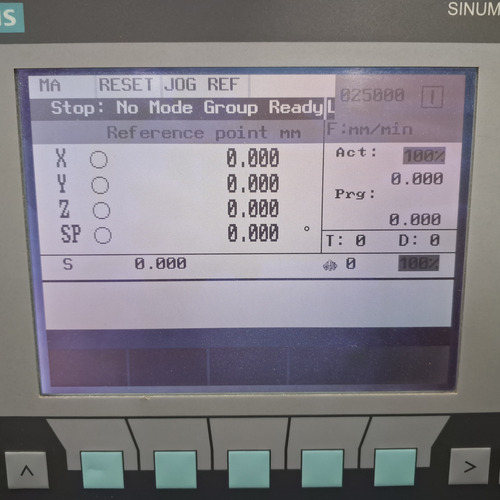 SINUM
MA RESET JOG REF
025000
Stop: No Mode Group Ready
Reference point mm F:mm/min
X 0.000 Act: 100%
Y 0.000 0.000
Z 0.000 Prg: 0.000
SP 0.000 ° T: 0 D: 0
S 0.000 0 100%